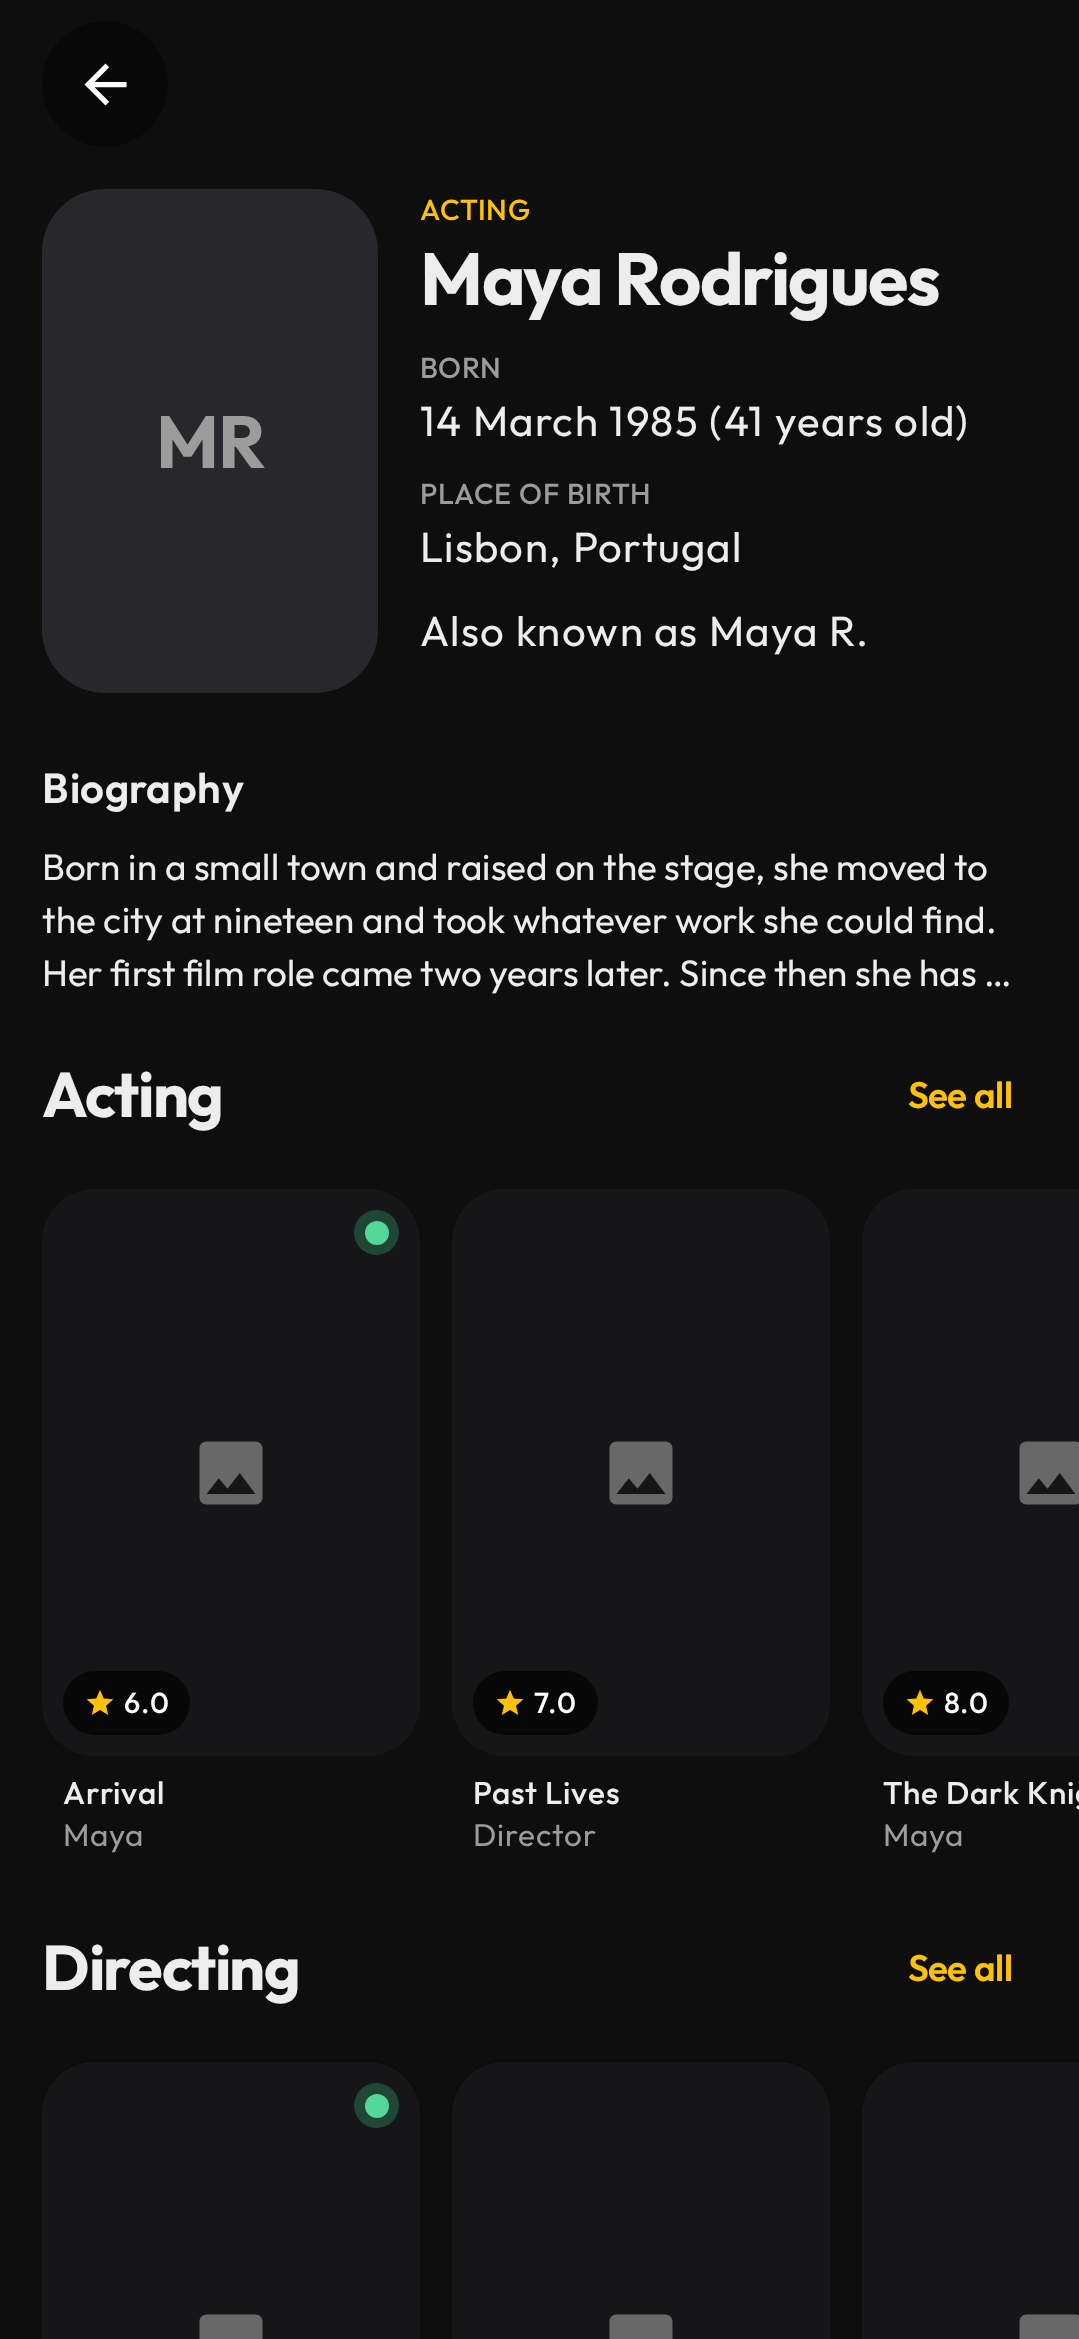 ACTING
Maya Rodrigues
BORN
14 March 1985 (41 years old)
PLACE OF BIRTH
Lisbon, Portugal
Also known as Maya R.
MR
Biography
Born in a small town and raised on the stage, she moved to
the city at nineteen and took whatever work she could find.
Her first film role came two years later. Since then she has ...
Acting
See all
6.0
7.0
8.0
Arrival
Maya
Past Lives
Director
The Dark
Maya
Directing
See all